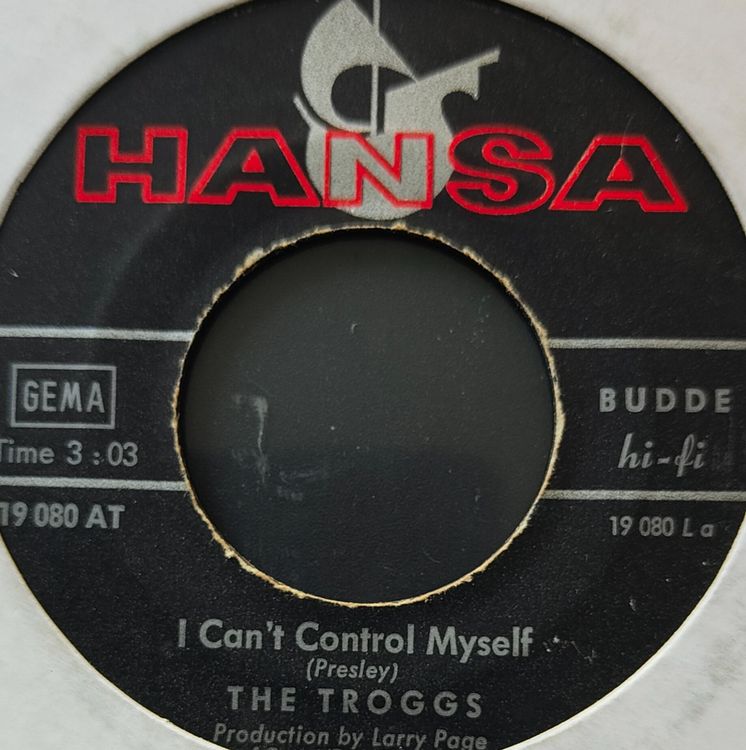 HANSA
GEMA
BUDDE
Time 3:03
hi-fi
19 080 AT
19 080 L a
I Can't Control Myself
(Presley)
THE TROGGS
Production by Larry Page